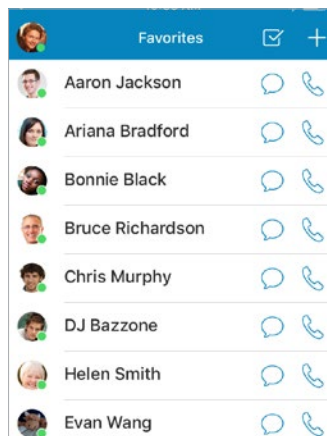 Favorites
Aaron Jackson
Ariana Bradford
Bonnie Black
Bruce Richardson
Chris Murphy
DJ Bazzone
Helen Smith
Evan Wang